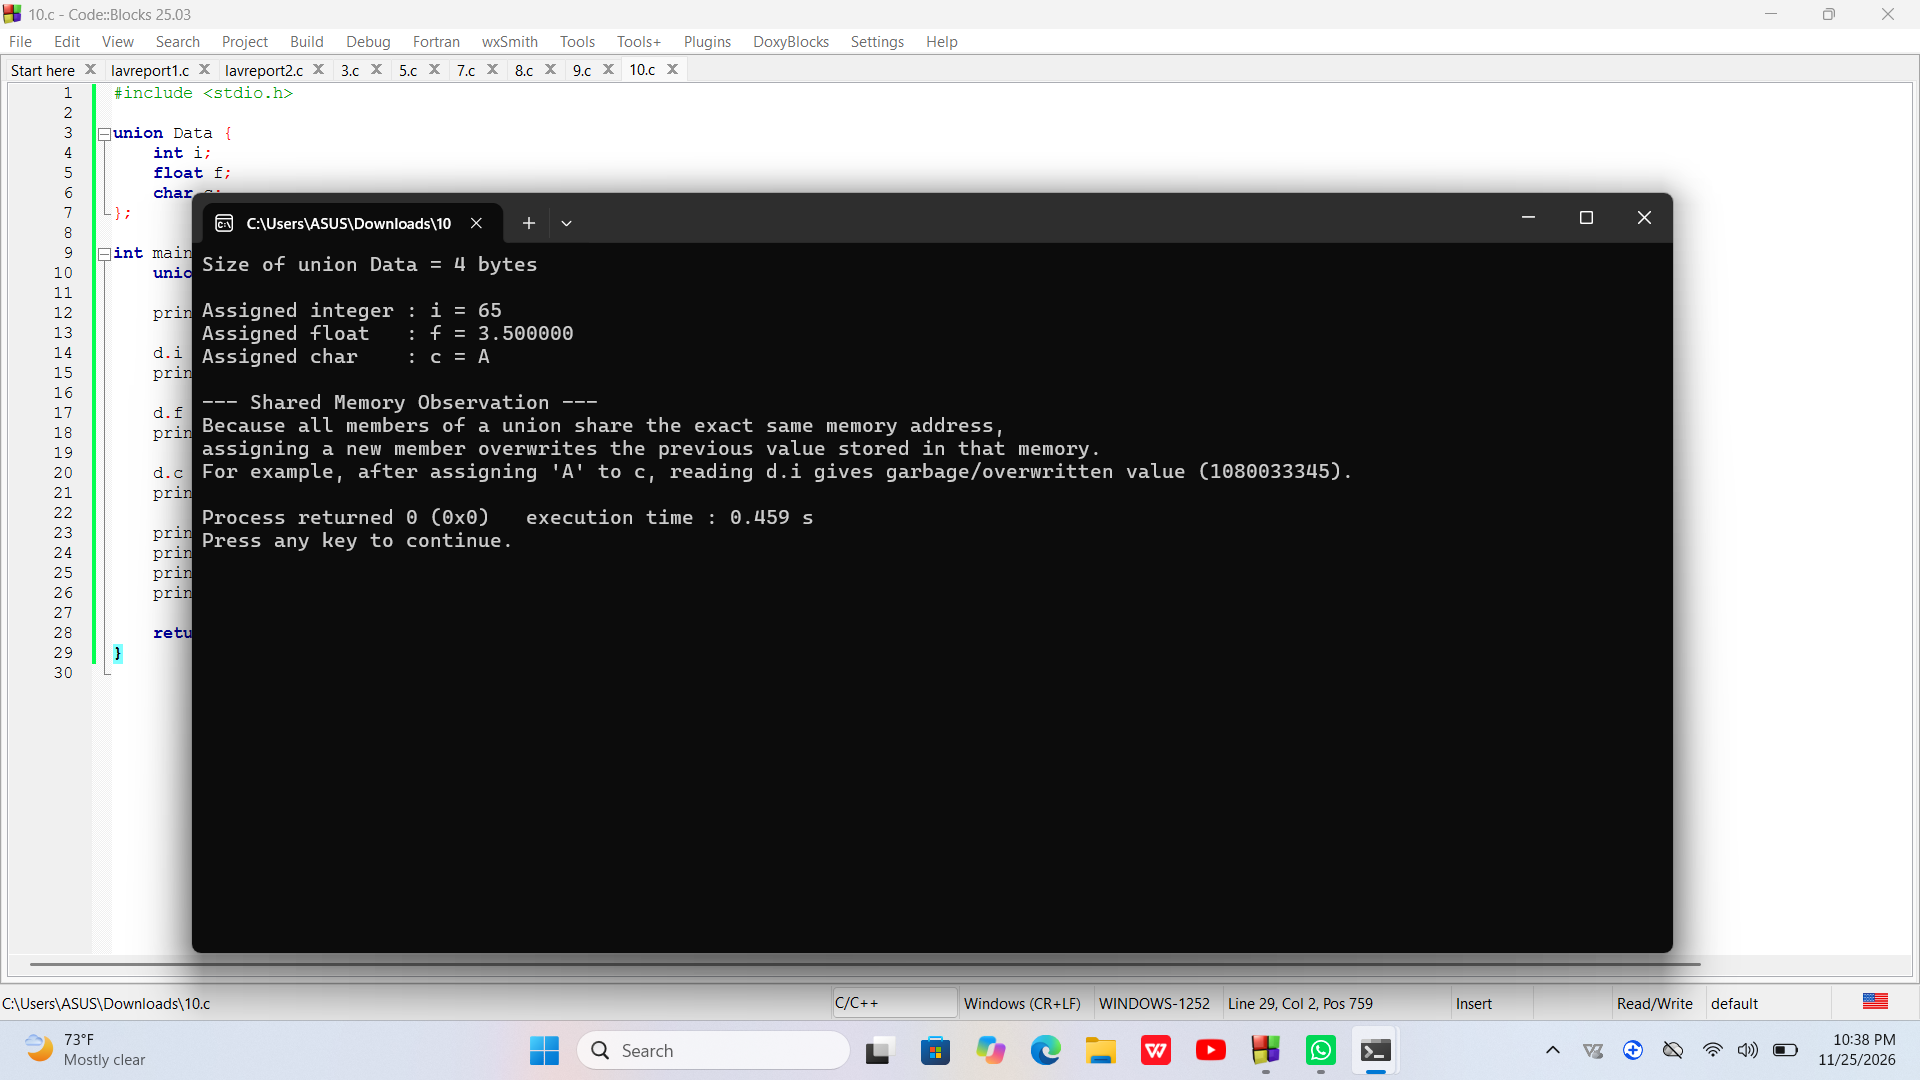 10.c - Code::Blocks 25.03
File Edit View Search Project Build Debug Fortran wxSmith Tools Tools+ Plugins DoxyBlocks Settings Help
Start here lavreport1.c lavreport2.c 3.c 5.c 7.c 8.c 9.c 10.c
1 #include <stdio.h>
2
3 union Data {
4 int i;
5 float f;
6 char
7 };
8
9 int main
10 unio
11
12 prin
13
14 d.i
15 prin
16
17 d.f
18 prin
19
20 d.c
21 prin
22
23 prin
24 prin
25 prin
26 prin
27
28 retu
29 }
30
C:\Users\ASUS\Downloads\10
Size of union Data = 4 bytes
Assigned integer : i = 65
Assigned float   : f = 3.500000
Assigned char    : c = A
--- Shared Memory Observation ---
Because all members of a union share the exact same memory address,
assigning a new member overwrites the previous value stored in that memory.
For example, after assigning 'A' to c, reading d.i gives garbage/overwritten value (1080033345).
Process returned 0 (0x0)   execution time : 0.459 s
Press any key to continue.
C:\Users\ASUS\Downloads\10.c C/C++ Windows (CR+LF) WINDOWS-1252 Line 29, Col 2, Pos 759 Insert Read/Write default
73°F
Mostly clear
Search
10:38 PM
11/25/2026